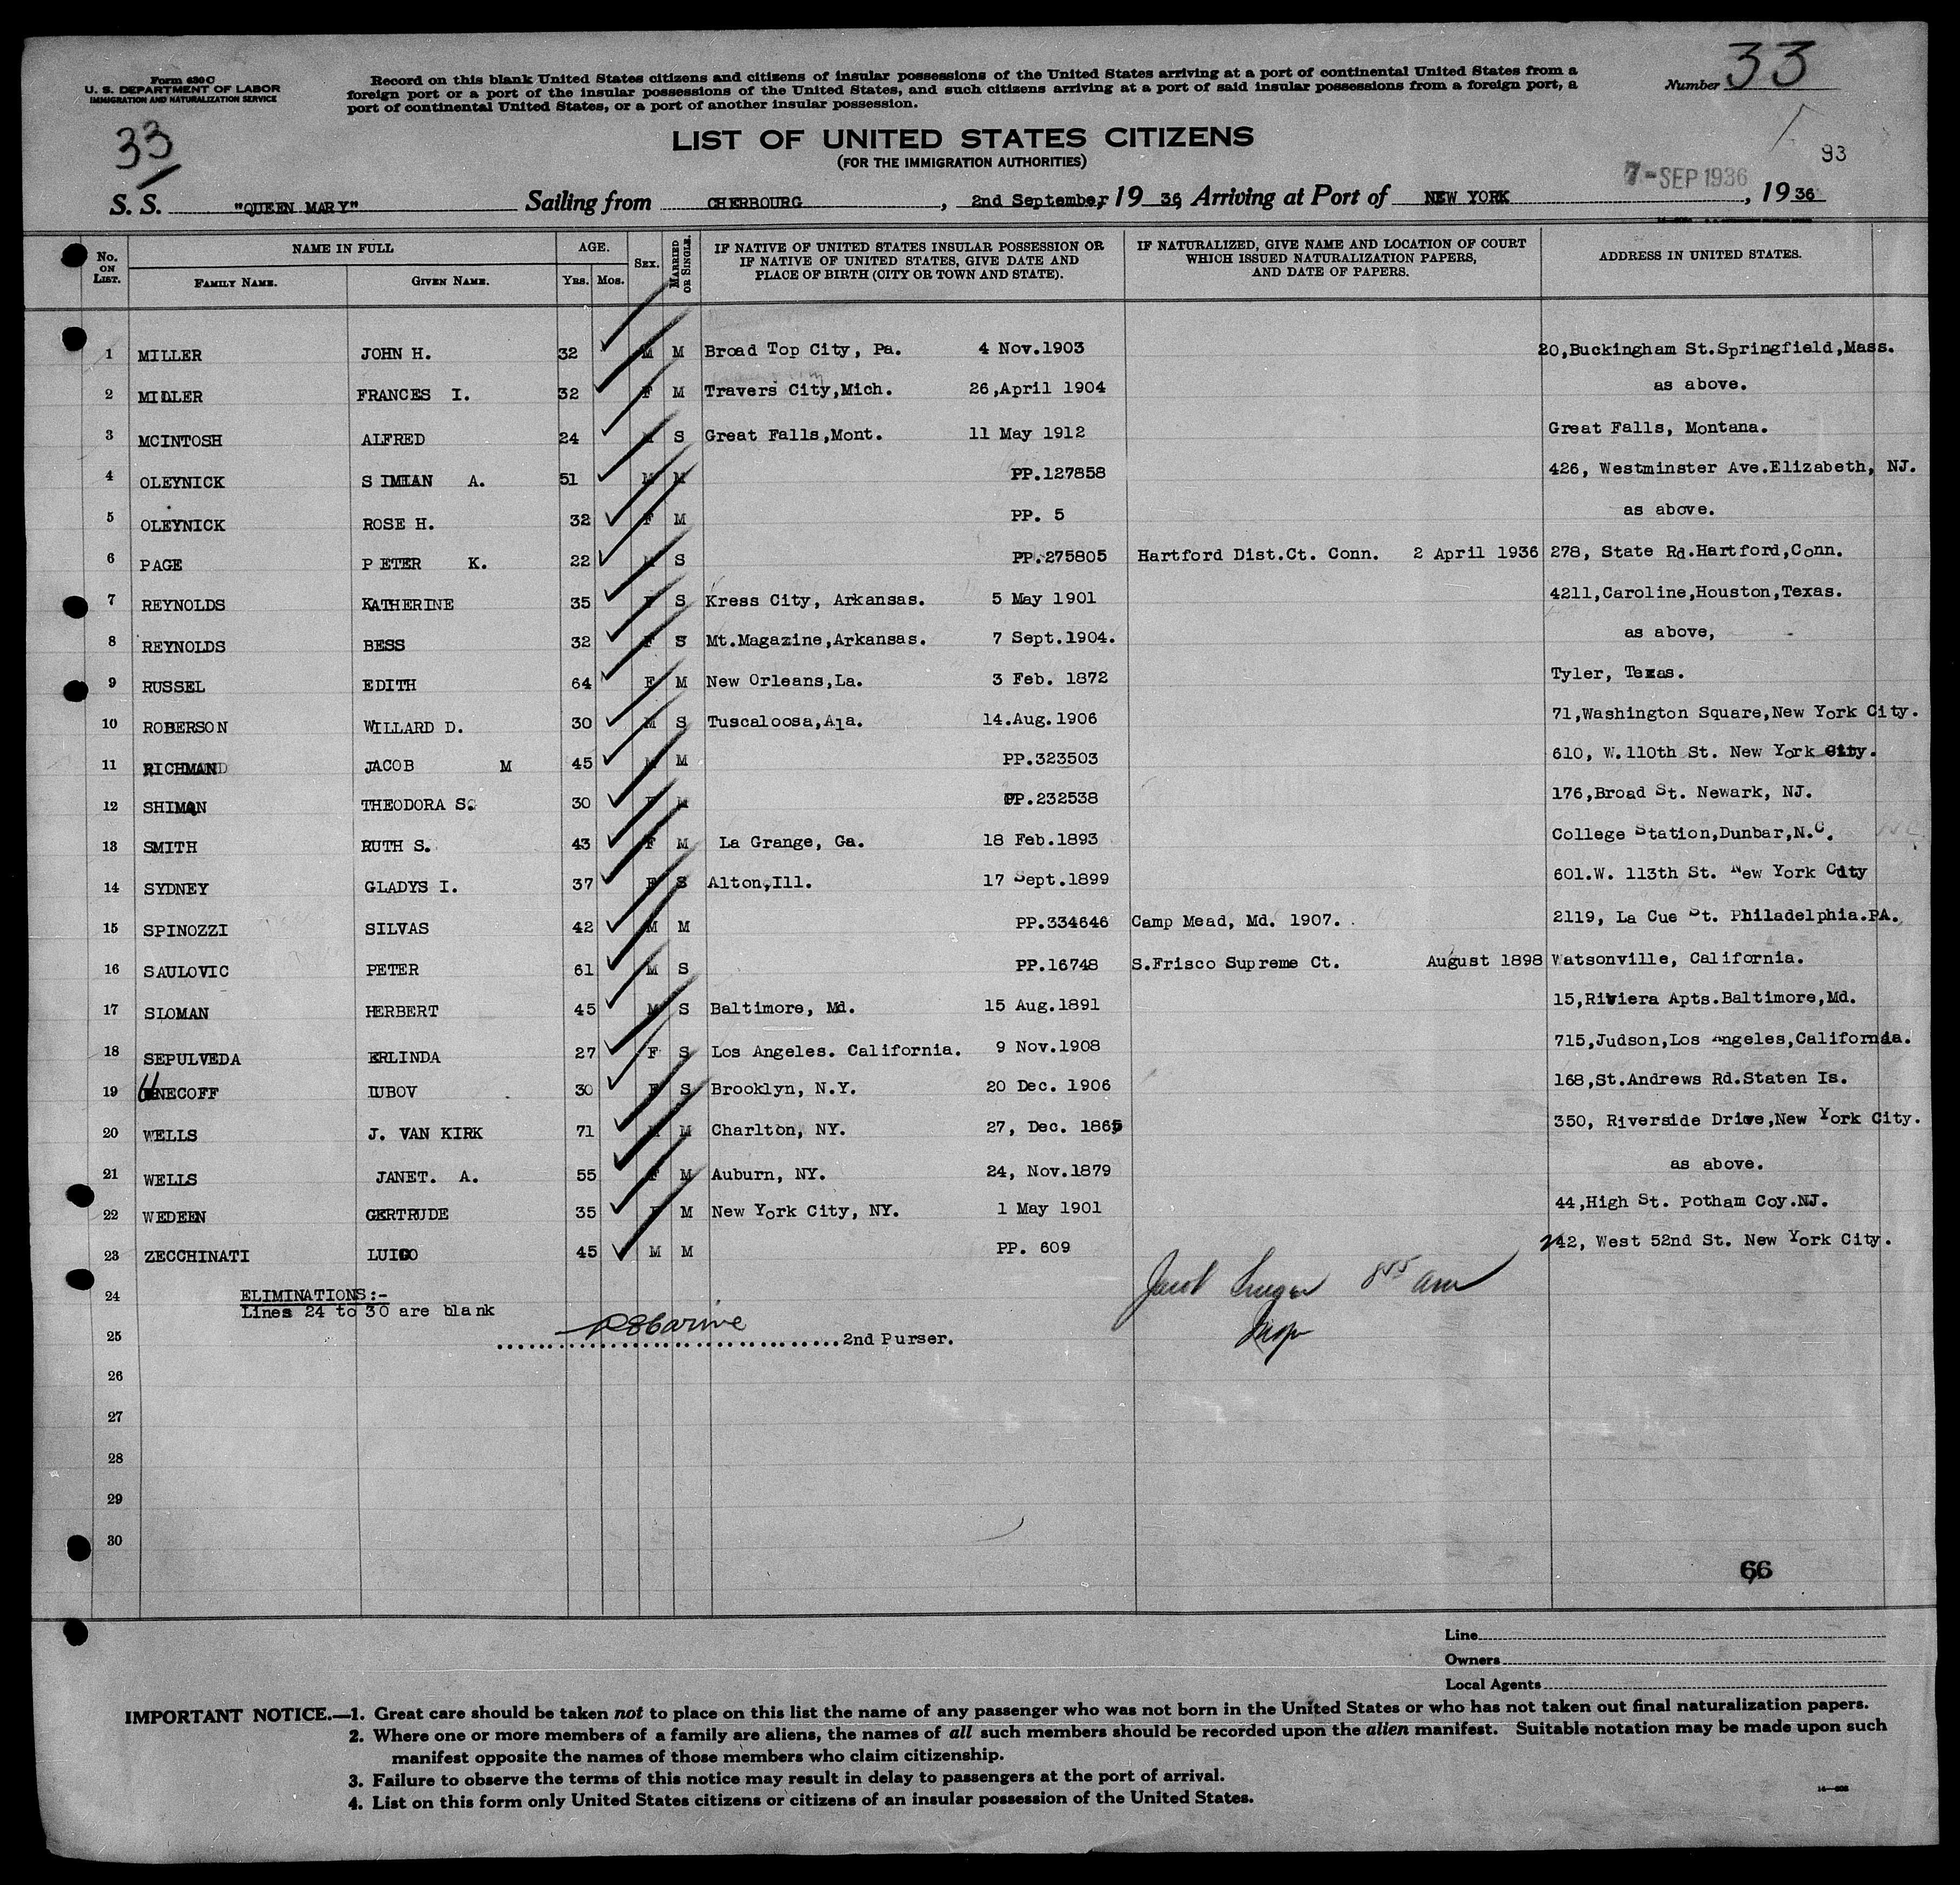 Form 630 C
U. S. DEPARTMENT OF LABOR
IMMIGRATION AND NATURALIZATION SERVICE
Record on this blank United States citizens and citizens of insular possessions of the United States arriving at a port of continental United States from a
foreign port or a port of the insular possessions of the United States, and such citizens arriving at a port of said insular possessions from a foreign port, a
port of continental United States, or a port of another insular possession.
Number 33
33
LIST OF UNITED STATES CITIZENS
(FOR THE IMMIGRATION AUTHORITIES)
93
7-SEP 1936
S. S. "QUEEN MARY" Sailing from CHERBOURG, 2nd September, 19 36, Arriving at Port of NEW YORK, 19 36
No. ON LIST. NAME IN FULL AGE. SEX. MARRIED OR SINGLE. IF NATIVE OF UNITED STATES INSULAR POSSESSION OR IF NATIVE OF UNITED STATES, GIVE DATE AND PLACE OF BIRTH (CITY OR TOWN AND STATE). IF NATURALIZED, GIVE NAME AND LOCATION OF COURT WHICH ISSUED NATURALIZATION PAPERS, AND DATE OF PAPERS. ADDRESS IN UNITED STATES.
FAMILY NAME. GIVEN NAME. YRS. MOS.
1 MILLER JOHN H. 32 M M Broad Top City, Pa. 4 Nov.1903 20,Buckingham St.Springfield,Mass.
2 MILLER FRANCES I. 32 F M Travers City,Mich. 26,April 1904 as above.
3 MCINTOSH ALFRED 24 M S Great Falls,Mont. 11 May 1912 Great Falls, Montana.
4 OLEYNICK S IMIAN A. 51 M M PP.127858 426, Westminster Ave.Elizabeth, NJ.
5 OLEYNICK ROSE H. 32 F M PP. 5 as above.
6 PAGE P ETER K. 22 M S PP.275805 Hartford Dist.Ct. Conn. 2 April 1936 278, State Rd.Hartford,Conn.
7 REYNOLDS KATHERINE 35 F S Kress City, Arkansas. 5 May 1901 4211,Caroline,Houston,Texas.
8 REYNOLDS BESS 32 F S Mt.Magazine,Arkansas. 7 Sept.1904. as above,
9 RUSSEL EDITH 64 F M New Orleans,La. 3 Feb. 1872 Tyler, Texas.
10 ROBERSON WILLARD D. 30 M S Tuscaloosa,Ala. 14.Aug.1906 71,Washington Square,New York City.
11 RICHMAND JACOB M 45 M M PP.323503 610, W.110th St. New York City.
12 SHIMAN THEODORA S. 30 F M PP.232538 176,Broad St. Newark, NJ.
13 SMITH RUTH S. 43 F M La Grange, Ga. 18 Feb.1893 College Station,Dunbar,N.C.
14 SYDNEY GLADYS I. 37 F S Alton,Ill. 17 Sept.1899 601.W. 113th St. New York City
15 SPINOZZI SILVAS 42 M M PP.334646 Camp Mead, Md. 1907. 2119, La Cue St. Philadelphia.PA.
16 SAULOVIC PETER 61 M S PP.16748 S.Frisco Supreme Ct. August 1898 Watsonville, California.
17 SLOMAN HERBERT 45 M S Baltimore, Md. 15 Aug.1891 15,Riviera Apts.Baltimore,Md.
18 SEPULVEDA ERLINDA 27 F S Los Angeles. California. 9 Nov.1908 715,Judson,Los Angeles,California.
19 UNECOFF LUBOV 30 F S Brooklyn, N.Y. 20 Dec. 1906 168,St.Andrews Rd.Staten Is.
20 WELLS J. VAN KIRK 71 M M Charlton, NY. 27, Dec. 1865 350, Riverside Drive,New York City.
21 WELLS JANET. A. 55 F M Auburn, NY. 24, Nov.1879 as above.
22 WEDEEN GERTRUDE 35 F M New York City, NY. 1 May 1901 44,High St. Potham Coy.NJ.
23 ZECCHINATI LUIGO 45 M M PP. 609 242, West 52nd St. New York City.
24 ELIMINATIONS:-
Lines 24 to 30 are blank
Jacob 8 55 am
25 2nd Purser.
Insp
26
27
28
29
30
66
Line
Owners
Local Agents
IMPORTANT NOTICE.—1. Great care should be taken not to place on this list the name of any passenger who was not born in the United States or who has not taken out final naturalization papers.
2. Where one or more members of a family are aliens, the names of all such members should be recorded upon the alien manifest. Suitable notation may be made upon such
manifest opposite the names of those members who claim citizenship.
3. Failure to observe the terms of this notice may result in delay to passengers at the port of arrival.
4. List on this form only United States citizens or citizens of an insular possession of the United States.